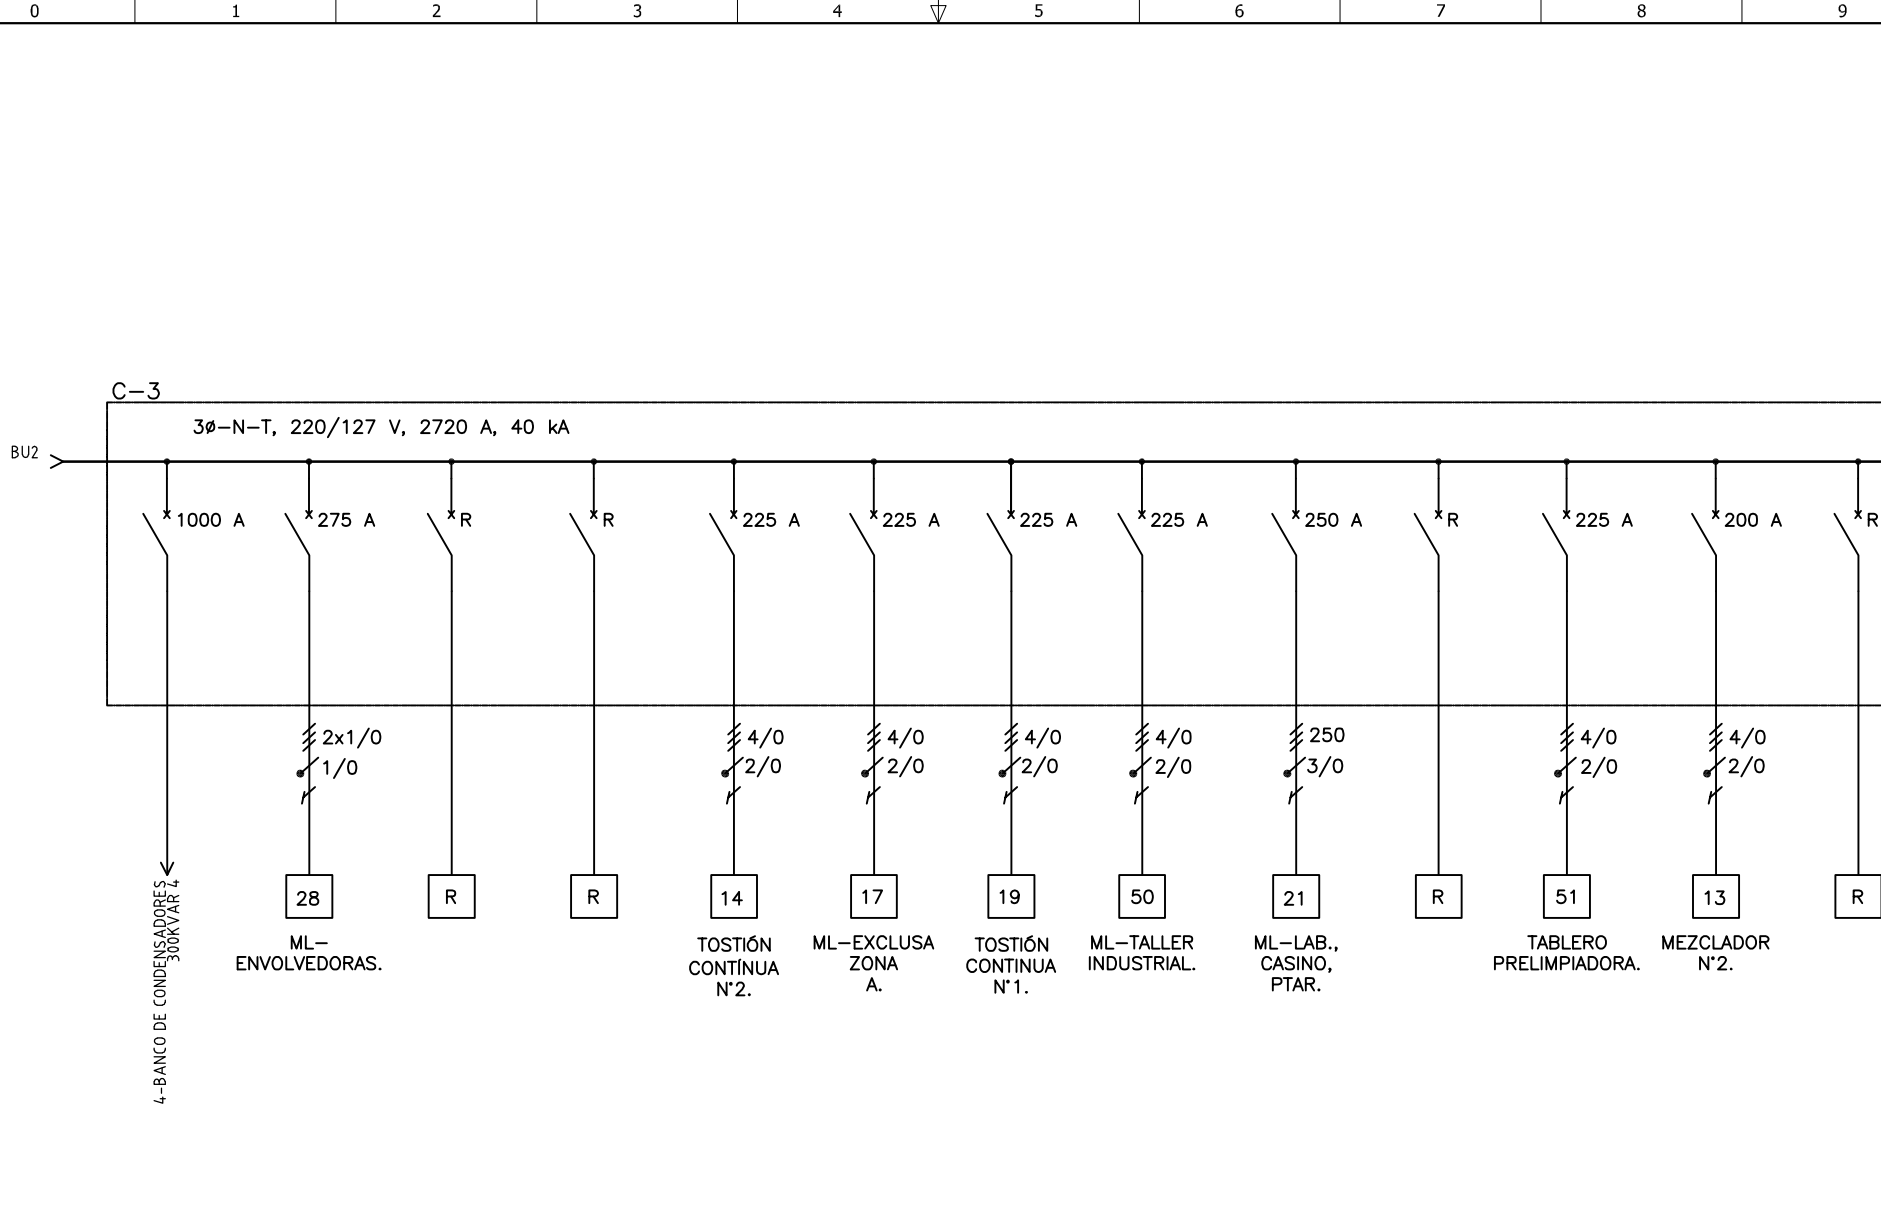 0 1 2 3 4 5 6 7 8 9
C-3
3ø-N-T, 220/127 V, 2720 A, 40 kA
BU2
1000 A 275 A R R 225 A 225 A 225 A 225 A 250 A R 225 A 200 A R
2x1/0 4/0 4/0 4/0 4/0 250 4/0 4/0
1/0 2/0 2/0 2/0 2/0 3/0 2/0 2/0
28 R R 14 17 19 50 21 R 51 13 R
4-BANCO DE CONDENSADORES
300KVAR 4
ML-
ENVOLVEDORAS.
TOSTIÓN
CONTÍNUA
N°2.
ML-EXCLUSA
ZONA
A.
TOSTIÓN
CONTINUA
N°1.
ML-TALLER
INDUSTRIAL.
ML-LAB.,
CASINO,
PTAR.
TABLERO
PRELIMPIADORA.
MEZCLADOR
N°2.